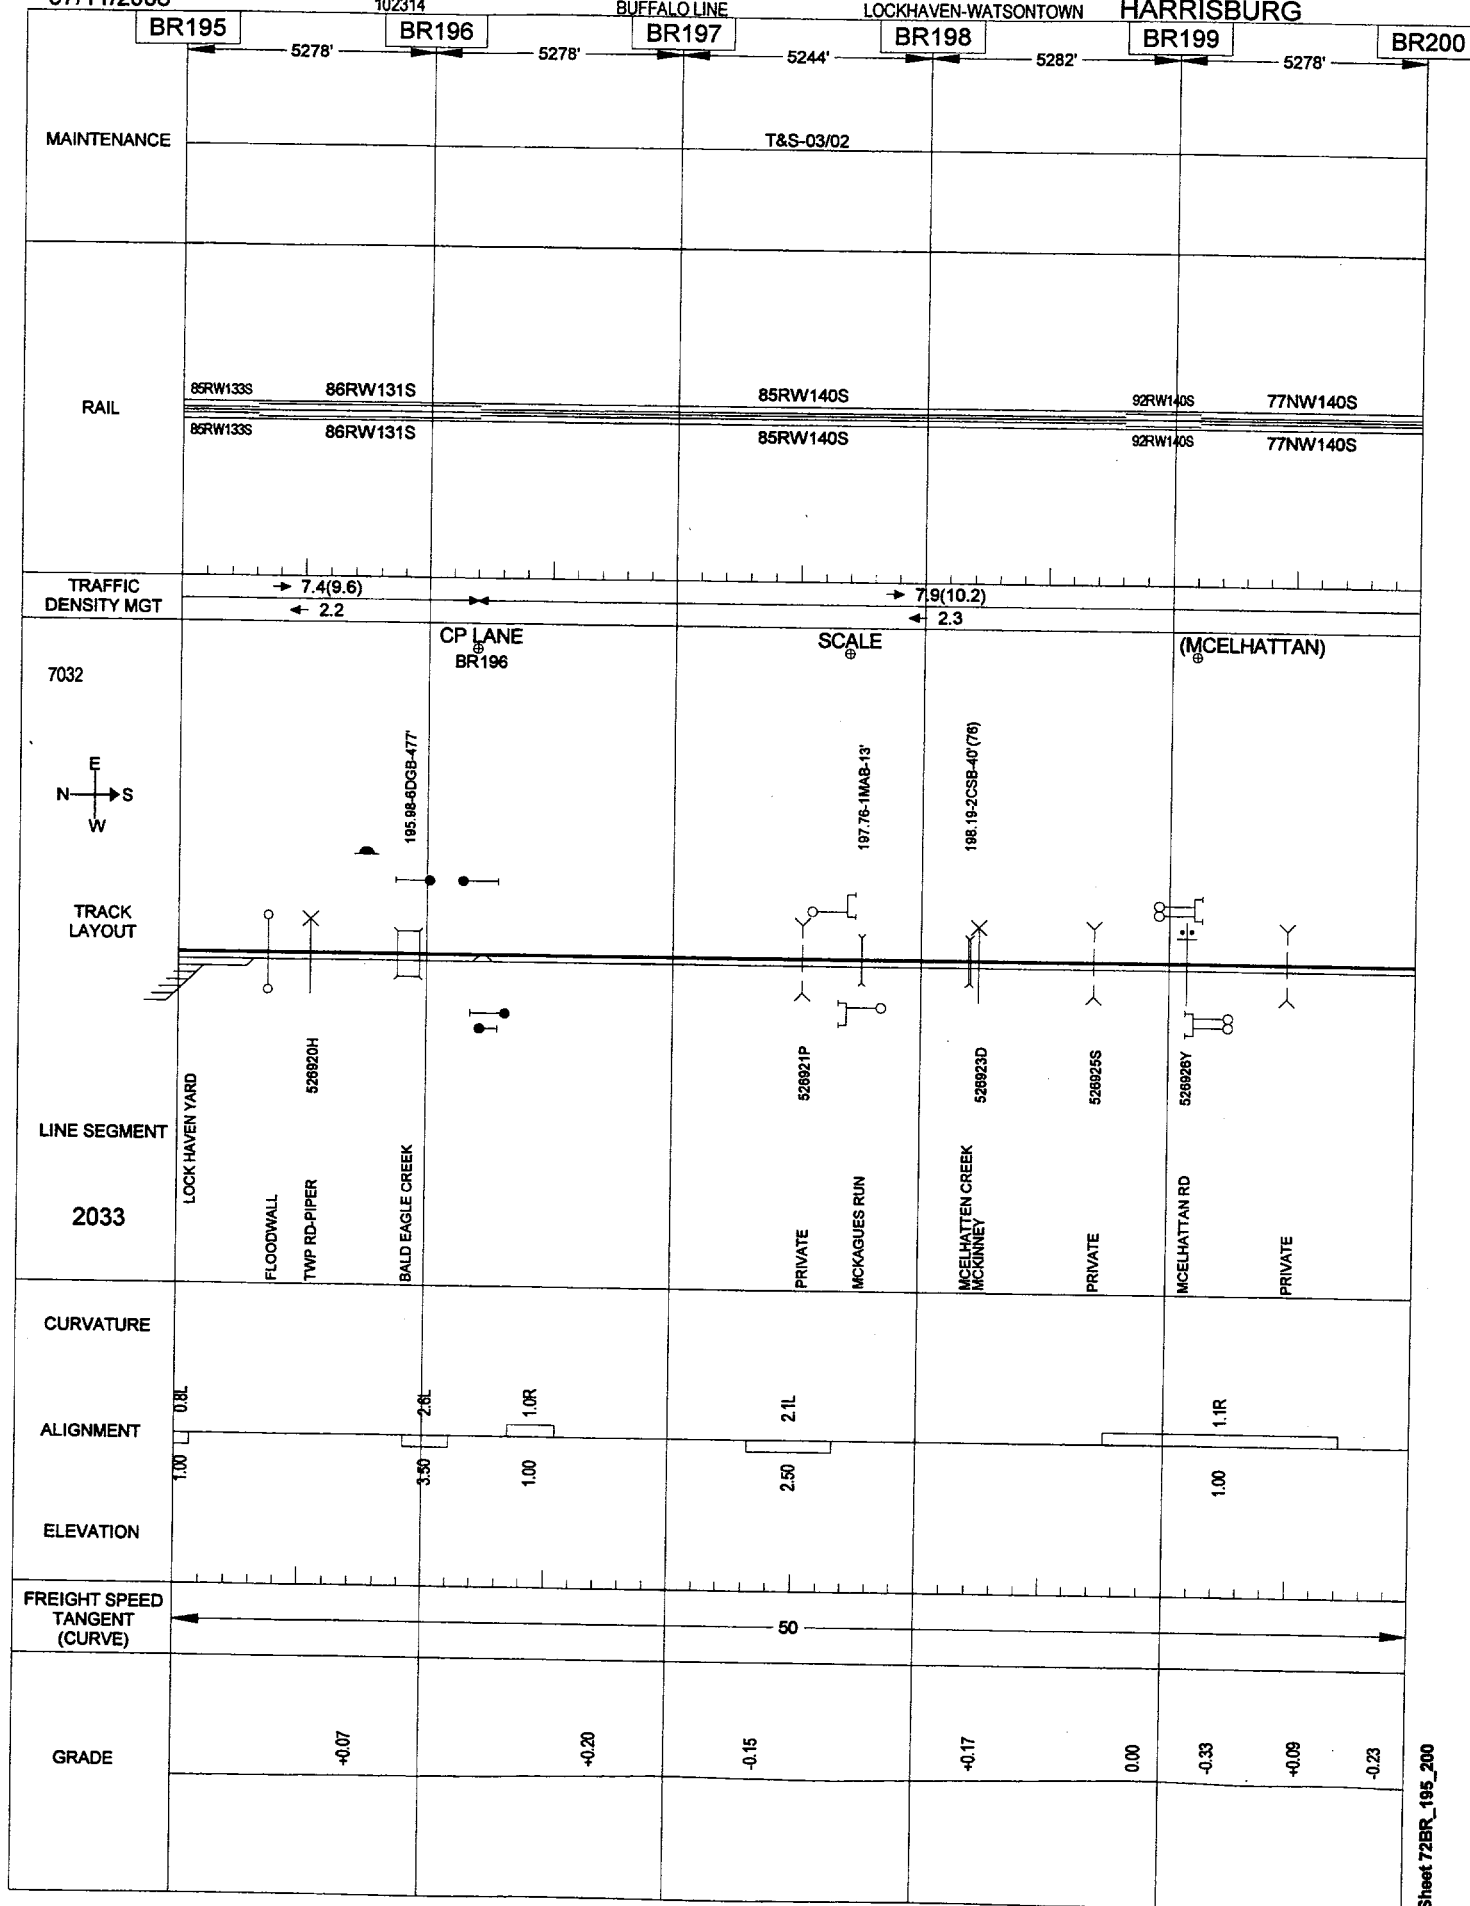 102314 BUFFALO LINE LOCKHAVEN-WATSONTOWN HARRISBURG
BR195 BR196 BR197 BR198 BR199 BR200
5278' 5278' 5244' 5282' 5278'
MAINTENANCE T&S-03/02
85RW133S 86RW131S 85RW140S 92RW140S 77NW140S
RAIL
85RW133S 86RW131S 85RW140S 92RW140S 77NW140S
TRAFFIC
DENSITY MGT
7.4(9.6) 7.9(10.2)
2.2 2.3
CP LANE SCALE (MCELHATTAN)
BR196
7032
E
N S
W
195.98-6DGB-477'
197.76-1MAB-13'
198.19-2CSB-40'(76)
TRACK
LAYOUT
526920H
526921P
526923D
526925S
526926Y
LINE SEGMENT
2033
LOCK HAVEN YARD
FLOODWALL
TWP RD-PIPER
BALD EAGLE CREEK
PRIVATE
MCKAGUES RUN
MCELHATTEN CREEK
MCKINNEY
PRIVATE
MCELHATTAN RD
PRIVATE
CURVATURE
0.8L 2.6L 1.0R 2.1L 1.1R
ALIGNMENT
1.00 3.50 1.00 2.50 1.00
ELEVATION
FREIGHT SPEED
TANGENT
(CURVE)
50
GRADE
+0.07 +0.20 -0.15 +0.17 0.00 -0.33 +0.09 -0.23
Sheet 72BR_195_200